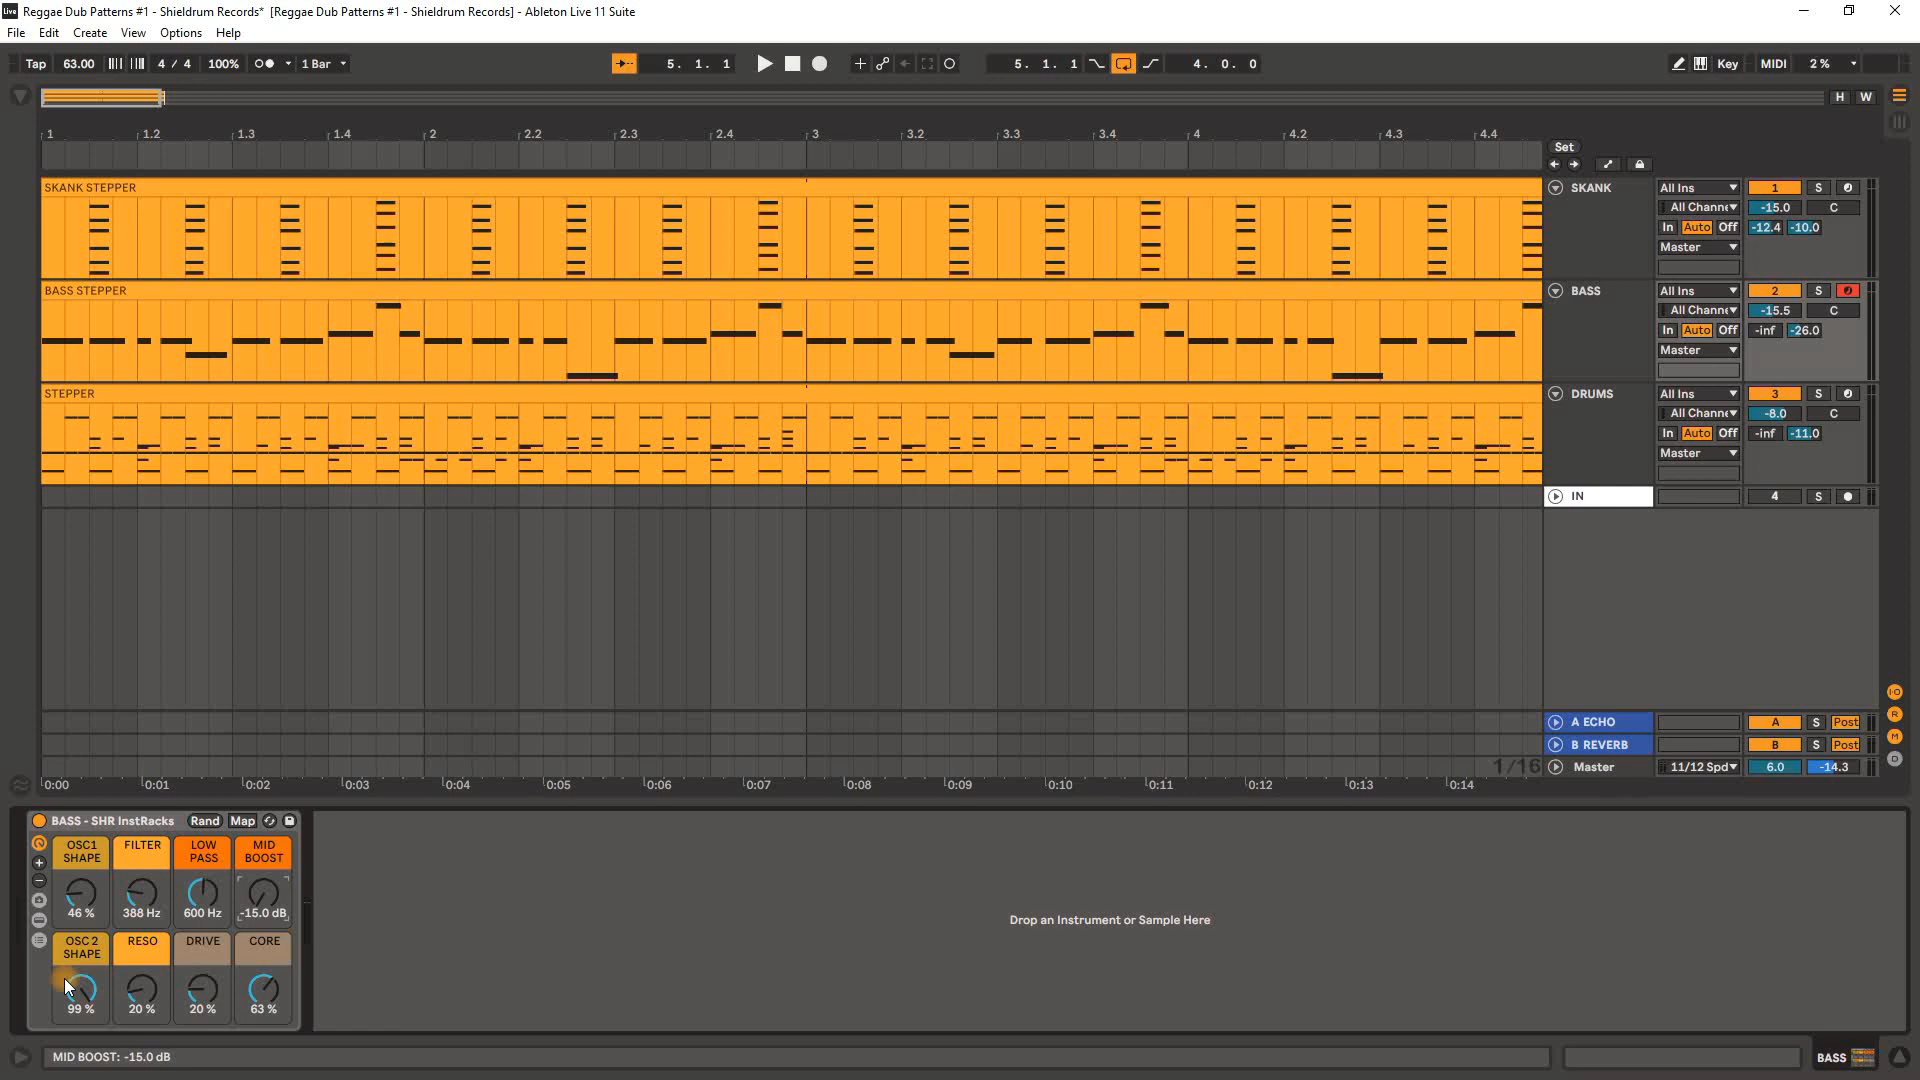 Live Reggae Dub Patterns #1 - Shieldrum Records* [Reggae Dub Patterns #1 - Shieldrum Records] - Ableton Live 11 Suite
File Edit Create View Options Help
Tap 63.00 4 / 4 100% 1 Bar 5. 1. 1 5. 1. 1 4. 0. 0 Key MIDI 2 %
H W
1 1.2 1.3 1.4 2 2.2 2.3 2.4 3 3.2 3.3 3.4 4 4.2 4.3 4.4
Set
SKANK STEPPER SKANK All Ins 1 S
All Channe -15.0 C
In Auto Off -12.4 -10.0
Master
BASS STEPPER BASS All Ins 2 S
All Channe -15.5 C
In Auto Off -inf -26.0
Master
STEPPER DRUMS All Ins 3 S
All Channe -8.0 C
In Auto Off -inf -11.0
Master
IN 4 S
I·O
R
A ECHO A S Post
M
B REVERB B S Post
D
1/16 Master 11/12 Spd 6.0 -14.3
0:00 0:01 0:02 0:03 0:04 0:05 0:06 0:07 0:08 0:09 0:10 0:11 0:12 0:13 0:14
BASS - SHR InstRacks Rand Map
OSC1 SHAPE FILTER LOW PASS MID BOOST
46 % 388 Hz 600 Hz -15.0 dB
OSC 2 SHAPE RESO DRIVE CORE
99 % 20 % 20 % 63 %
Drop an Instrument or Sample Here
MID BOOST: -15.0 dB BASS